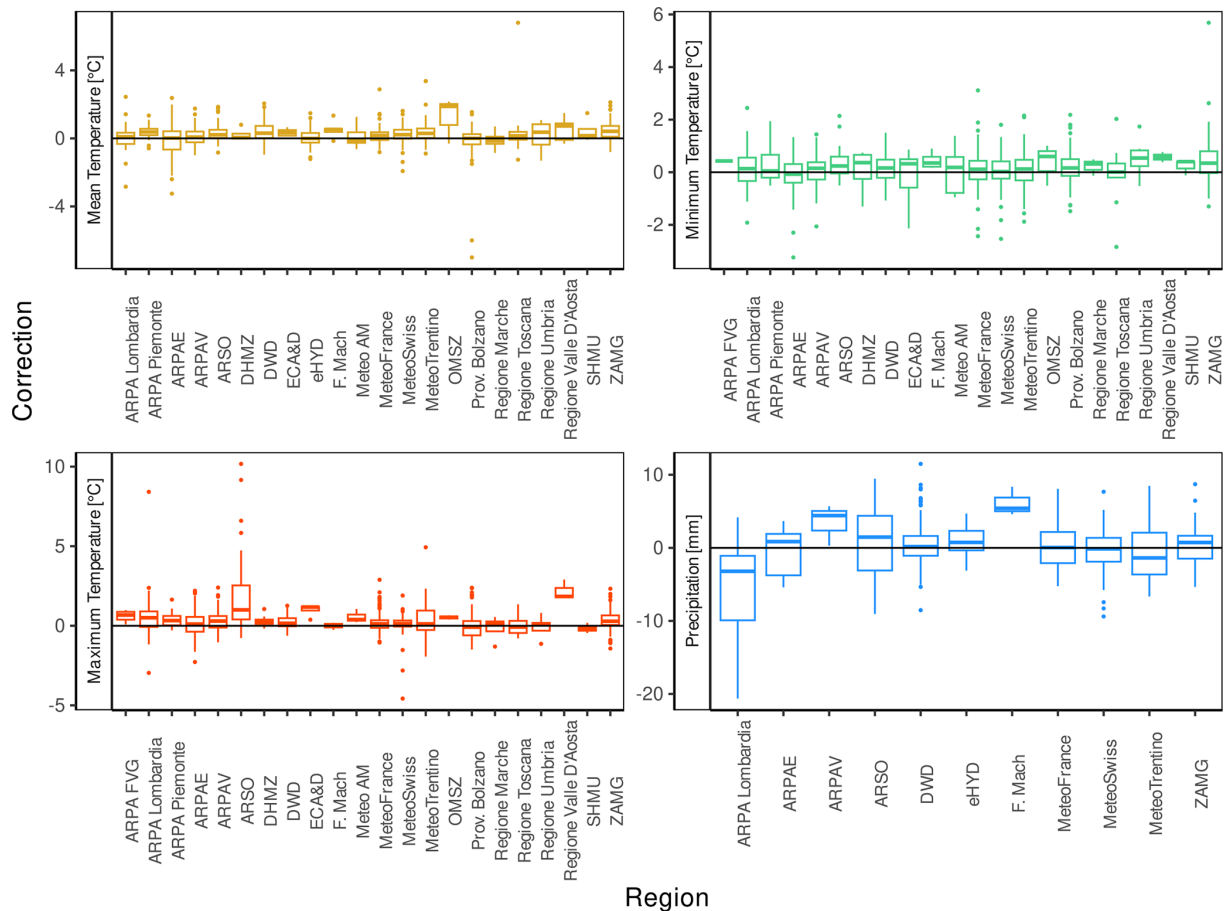 Correction
Mean Temperature [°C]
4
0
-4
ARPA Lombardia
ARPA Piemonte
ARPAE
ARPAV
ARSO
DHMZ
DWD
ECA&D
eHYD
F. Mach
Meteo AM
MeteoFrance
MeteoSwiss
MeteoTrentino
OMSZ
Prov. Bolzano
Regione Marche
Regione Toscana
Regione Umbria
Regione Valle D'Aosta
SHMU
ZAMG
Minimum Temperature [°C]
6
4
2
0
-2
ARPA FVG
ARPA Lombardia
ARPA Piemonte
ARPAE
ARPAV
ARSO
DHMZ
DWD
ECA&D
F. Mach
Meteo AM
MeteoFrance
MeteoSwiss
MeteoTrentino
OMSZ
Prov. Bolzano
Regione Marche
Regione Toscana
Regione Umbria
Regione Valle D'Aosta
SHMU
ZAMG
Maximum Temperature [°C]
10
5
0
-5
ARPA FVG
ARPA Lombardia
ARPA Piemonte
ARPAE
ARPAV
ARSO
DHMZ
DWD
ECA&D
F. Mach
Meteo AM
MeteoFrance
MeteoSwiss
MeteoTrentino
OMSZ
Prov. Bolzano
Regione Marche
Regione Toscana
Regione Umbria
Regione Valle D'Aosta
SHMU
ZAMG
Precipitation [mm]
10
0
-10
-20
ARPA Lombardia
ARPAE
ARPAV
ARSO
DWD
eHYD
F. Mach
MeteoFrance
MeteoSwiss
MeteoTrentino
ZAMG
Region